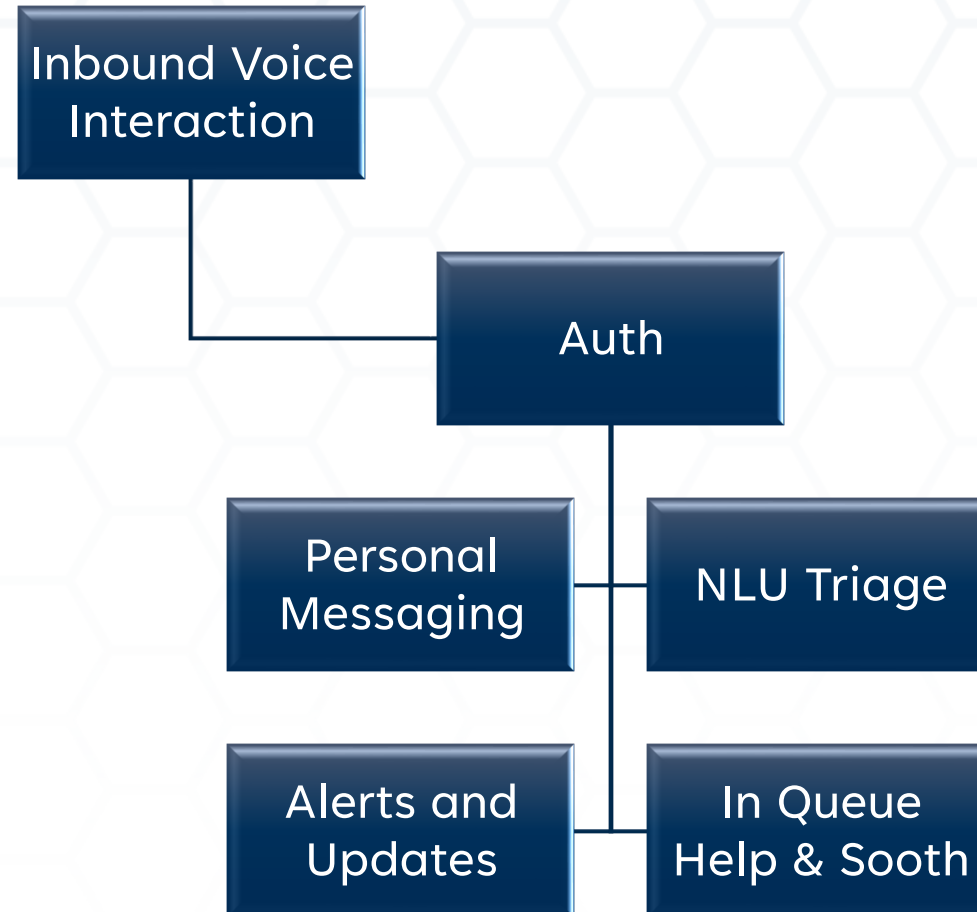 Inbound Voice
Interaction
Auth
Personal
Messaging
NLU Triage
Alerts and
Updates
In Queue
Help & Sooth